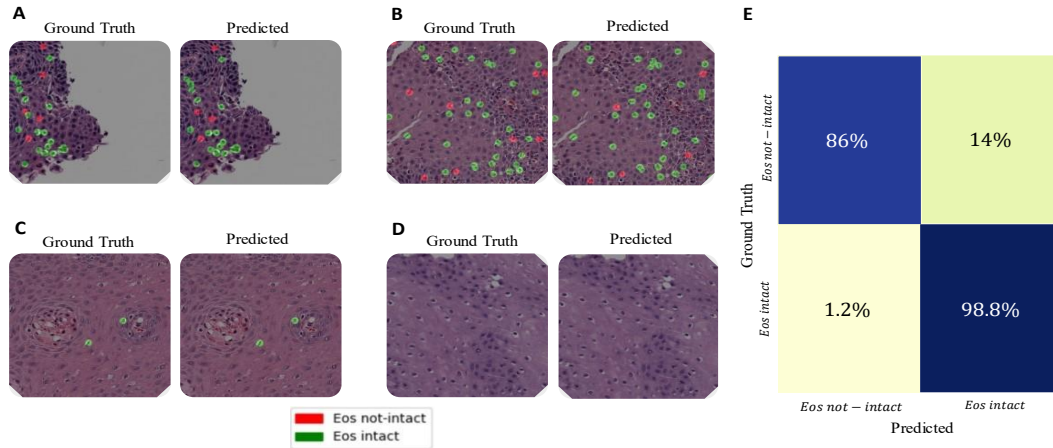 A
Ground Truth
Predicted
B
Ground Truth
Predicted
C
Ground Truth
Predicted
D
Ground Truth
Predicted
Eos not-intact
Eos intact
E
Ground Truth
Eos not − intact
Eos intact
86%
14%
1.2%
98.8%
Eos not − intact
Eos intact
Predicted